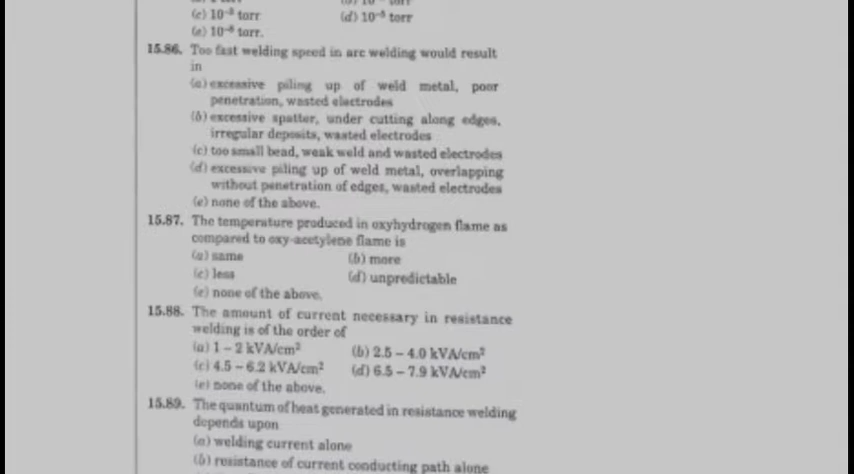 (c) 10⁻³ torr (d) 10⁻⁵ torr
(e) 10⁻⁸ torr.
15.86. Too fast welding speed in arc welding would result
in
(a) excessive piling up of weld metal, poor
penetration, wasted electrodes
(b) excessive spatter, under cutting along edges,
irregular deposits, wasted electrodes
(c) too small bead, weak weld and wasted electrodes
(d) excessive piling up of weld metal, overlapping
without penetration of edges, wasted electrodes
(e) none of the above.
15.87. The temperature produced in oxyhydrogen flame as
compared to oxy-acetylene flame is
(a) same (b) more
(c) less (d) unpredictable
(e) none of the above.
15.88. The amount of current necessary in resistance
welding is of the order of
(a) 1 – 2 kVA/cm² (b) 2.5 – 4.0 kVA/cm²
(c) 4.5 – 6.2 kVA/cm² (d) 6.5 – 7.9 kVA/cm²
(e) none of the above.
15.89. The quantum of heat generated in resistance welding
depends upon
(a) welding current alone
(b) resistance of current conducting path alone